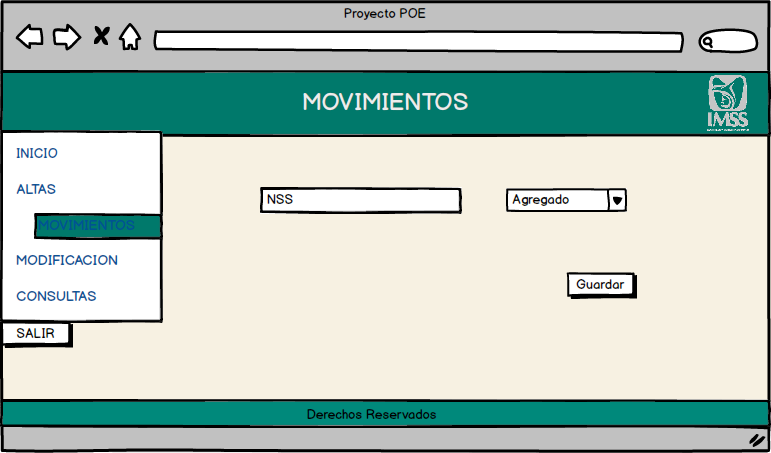 Proyecto POE
MOVIMIENTOS
IMSS
INICIO
ALTAS
NSS
Agregado
MOVIMIENTOS
MODIFICACION
Guardar
CONSULTAS
SALIR
Derechos Reservados